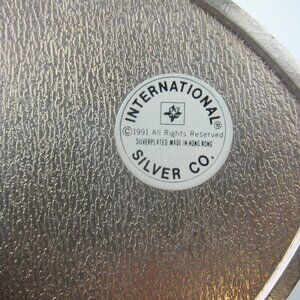 INTERNATIONAL®
©1991 All Rights Reserved
SILVERPLATED, MADE IN HONG KONG
SILVER CO.